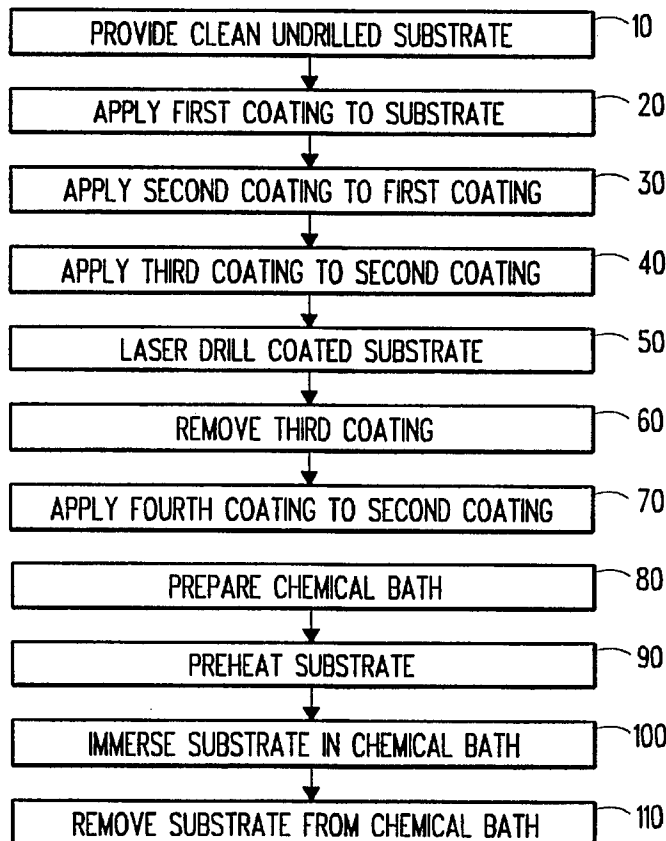 PROVIDE CLEAN UNDRILLED SUBSTRATE 10
APPLY FIRST COATING TO SUBSTRATE 20
APPLY SECOND COATING TO FIRST COATING 30
APPLY THIRD COATING TO SECOND COATING 40
LASER DRILL COATED SUBSTRATE 50
REMOVE THIRD COATING 60
APPLY FOURTH COATING TO SECOND COATING 70
PREPARE CHEMICAL BATH 80
PREHEAT SUBSTRATE 90
IMMERSE SUBSTRATE IN CHEMICAL BATH 100
REMOVE SUBSTRATE FROM CHEMICAL BATH 110